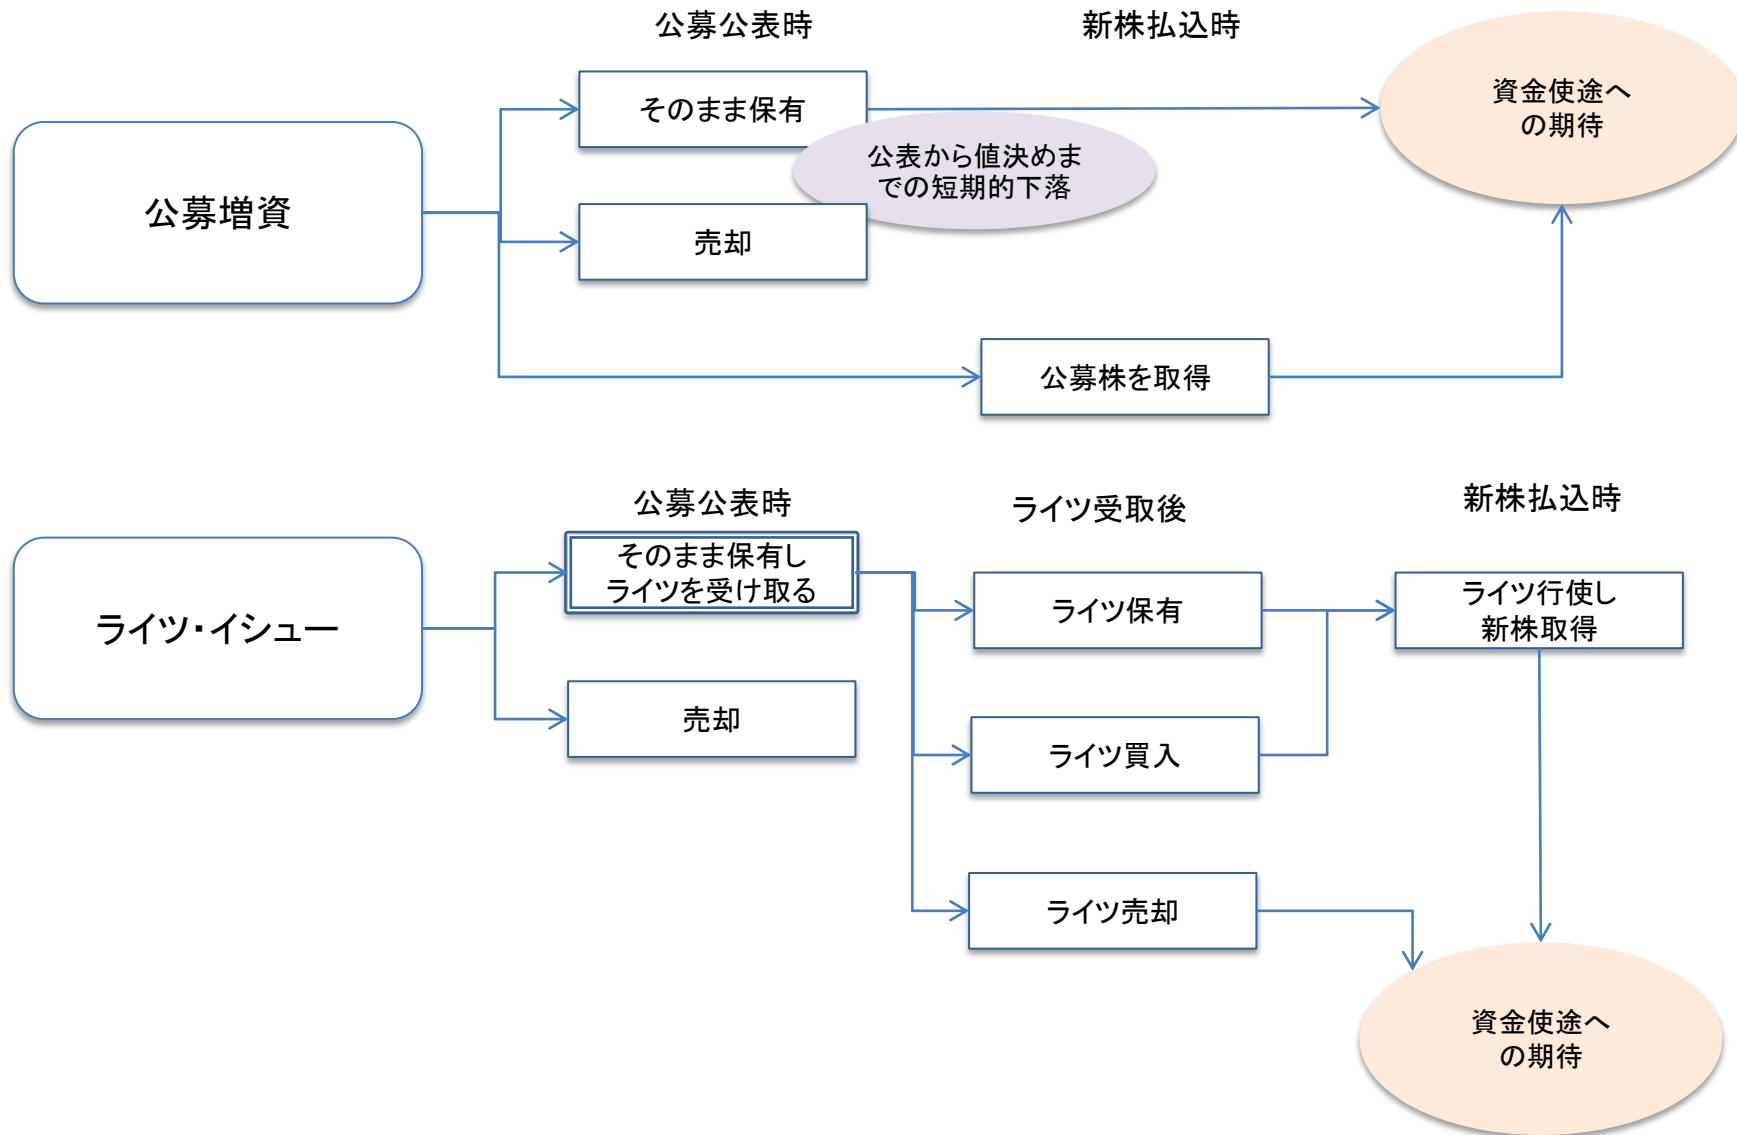 公募公表時
新株払込時
そのまま保有
資金使途へ
の期待
公表から値決めま
での短期的下落
公募増資
売却
公募株を取得
公募公表時
ライツ受取後
新株払込時
そのまま保有し
ライツを受け取る
ライツ保有
ライツ行使し
新株取得
ライツ・イシュー
売却
ライツ買入
ライツ売却
資金使途へ
の期待